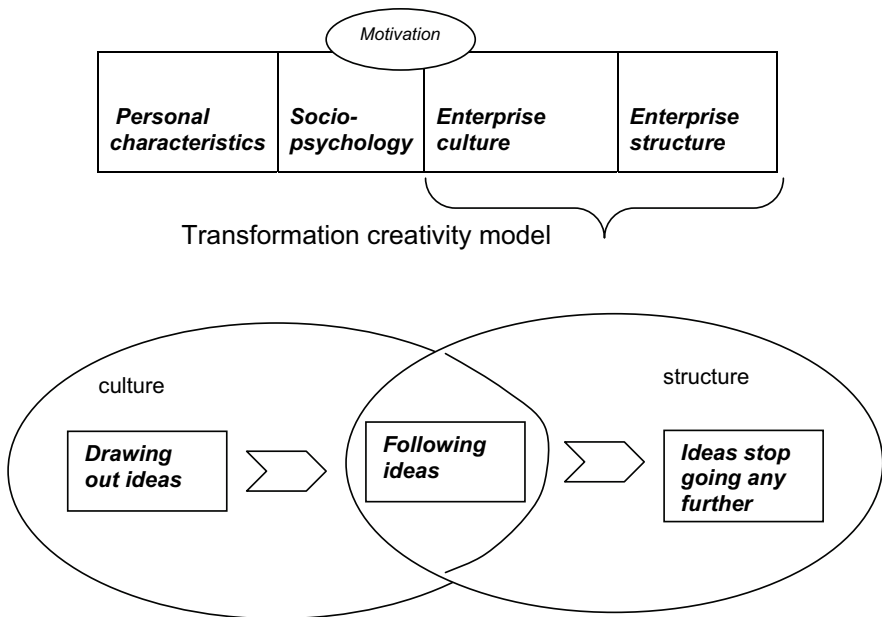 Motivation
Personal
characteristics
Socio-
psychology
Enterprise
culture
Enterprise
structure
Transformation creativity model
culture
structure
Drawing
out ideas
Following
ideas
Ideas stop
going any
further